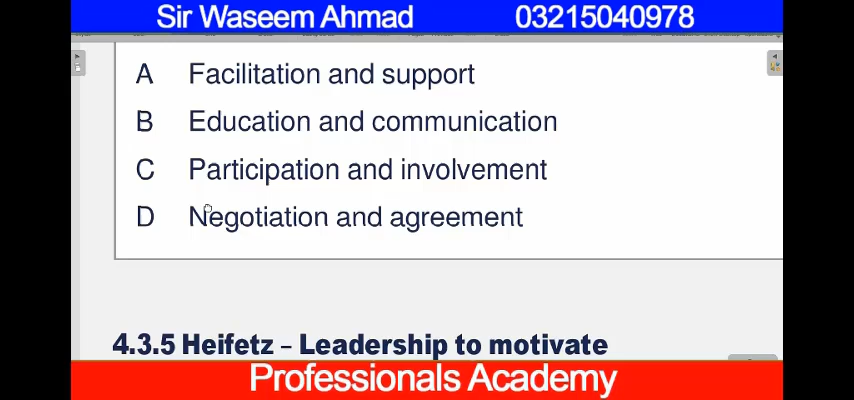 Sir Waseem Ahmad 03215040978
A Facilitation and support
B Education and communication
C Participation and involvement
D Negotiation and agreement
4.3.5 Heifetz – Leadership to motivate
Professionals Academy